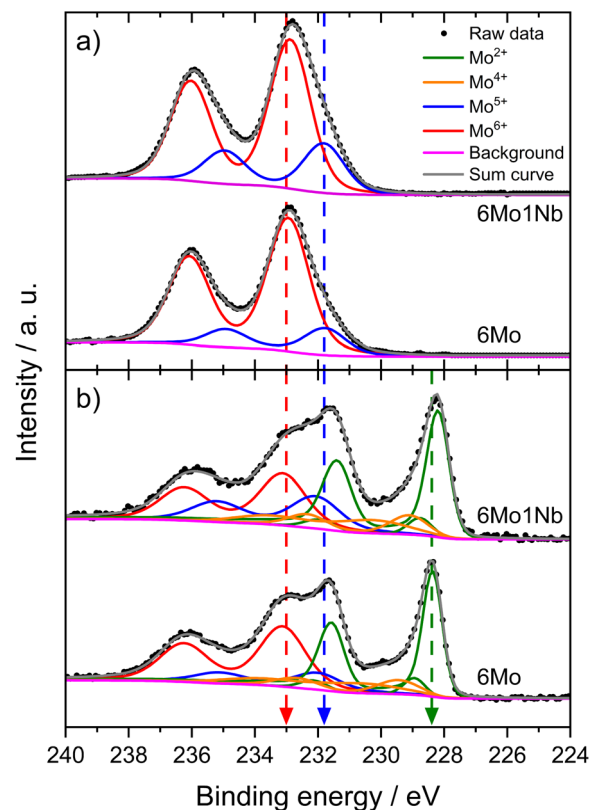 a)
Raw data
Mo²⁺
Mo⁴⁺
Mo⁵⁺
Mo⁶⁺
Background
Sum curve
6Mo1Nb
6Mo
b)
6Mo1Nb
6Mo
Intensity / a. u.
240 238 236 234 232 230 228 226 224
Binding energy / eV